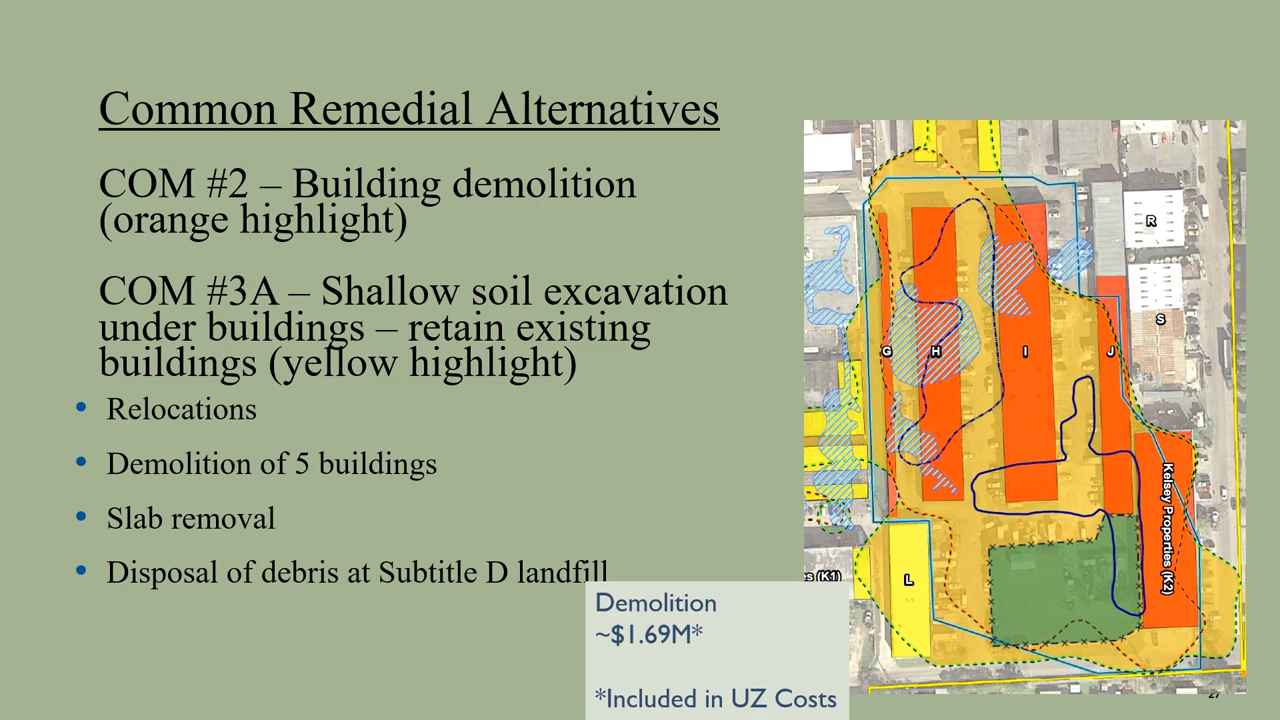 Common Remedial Alternatives
COM #2 – Building demolition
(orange highlight)
COM #3A – Shallow soil excavation
under buildings – retain existing
buildings (yellow highlight)
• Relocations
• Demolition of 5 buildings
• Slab removal
• Disposal of debris at Subtitle D landfill
Demolition
~$1.69M*
*Included in UZ Costs
R
S
G
H
I
J
Kelsey Properties (K2)
es (K1)
L
27